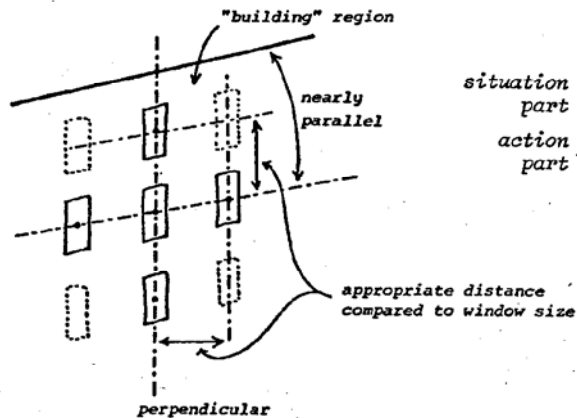 "building" region
nearly
parallel
situation
part
action
part
appropriate distance
compared to window size
perpendicular